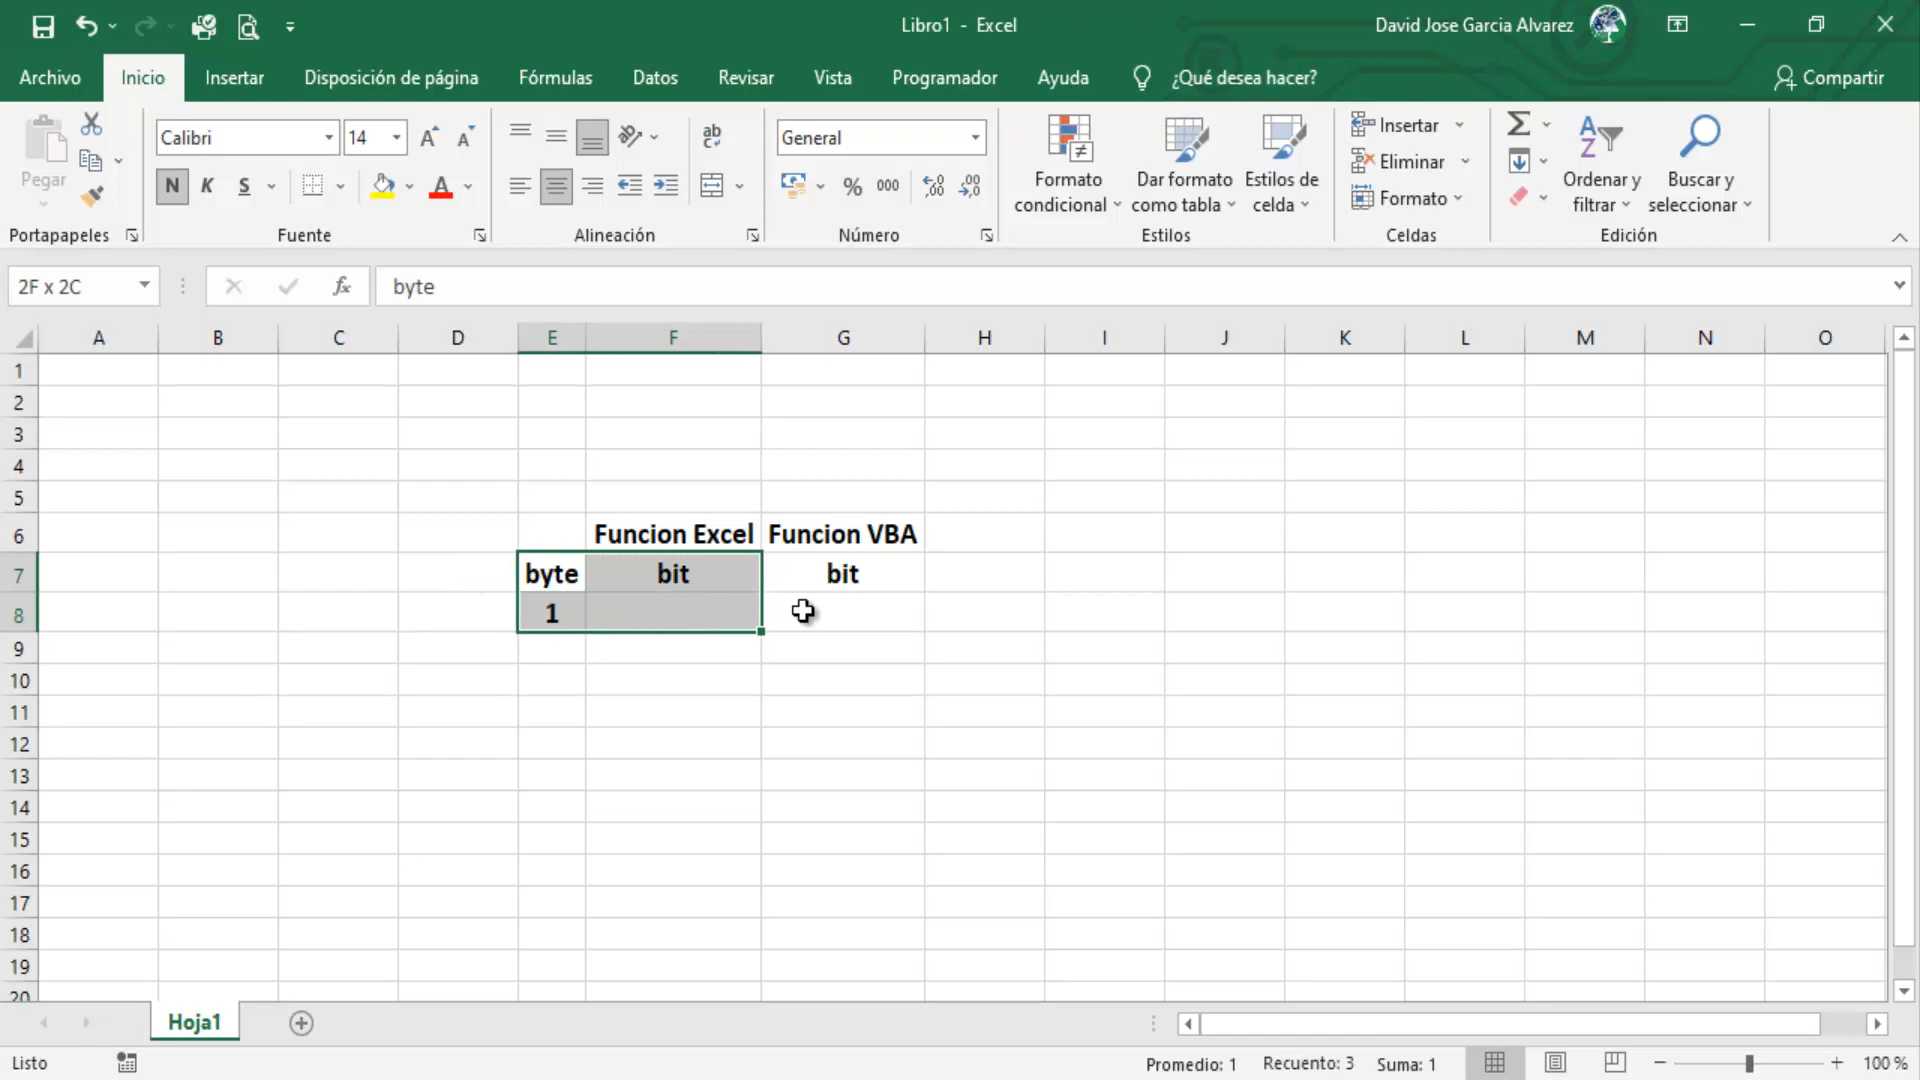 Libro1 - Excel
David Jose Garcia Alvarez
Archivo Inicio Insertar Disposición de página Fórmulas Datos Revisar Vista Programador Ayuda ¿Qué desea hacer? Compartir
Pegar
Portapapeles
Calibri 14
N K S
Fuente
ab
Alineación
General
% 000
Número
Formato condicional
Dar formato como tabla
Estilos de celda
Estilos
Insertar
Eliminar
Formato
Celdas
Ordenar y filtrar
Buscar y seleccionar
Edición
2F x 2C fx byte
A B C D E F G H I J K L M N O
1
2
3
4
5
6 Funcion Excel Funcion VBA
7 byte bit bit
8 1
9
10
11
12
13
14
15
16
17
18
19
20
Hoja1
Listo Promedio: 1 Recuento: 3 Suma: 1 100 %